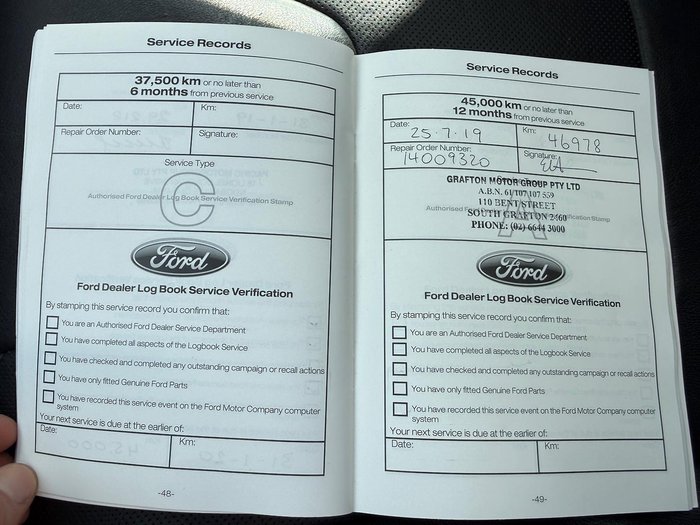 Service Records
37,500 km or no later than
6 months from previous service
Date:
Km:
Repair Order Number:
Signature:
Service Type
C
Authorised Ford Dealer Log Book Service Verification Stamp
Ford
Ford Dealer Log Book Service Verification
By stamping this service record you confirm that:
You are an Authorised Ford Dealer Service Department
You have completed all aspects of the Logbook Service
You have checked and completed any outstanding campaign or recall actions
You have only fitted Genuine Ford Parts
You have recorded this service event on the Ford Motor Company computer
system
Your next service is due at the earlier of:
Date:
Km:
-48-
Service Records
45,000 km or no later than
12 months from previous service
Date: 25.7.19
Km: 46978
Repair Order Number: 14009320
Signature:
GRAFTON MOTOR GROUP PTY LTD
A.B.N. 61 107 107 559
110 BENT STREET
SOUTH GRAFTON 2460
PHONE: (02) 6644 3000
A
Ford
Ford Dealer Log Book Service Verification
By stamping this service record you confirm that:
You are an Authorised Ford Dealer Service Department
You have completed all aspects of the Logbook Service
You have checked and completed any outstanding campaign or recall actions
You have only fitted Genuine Ford Parts
You have recorded this service event on the Ford Motor Company computer
system
Your next service is due at the earlier of:
Date:
Km:
-49-